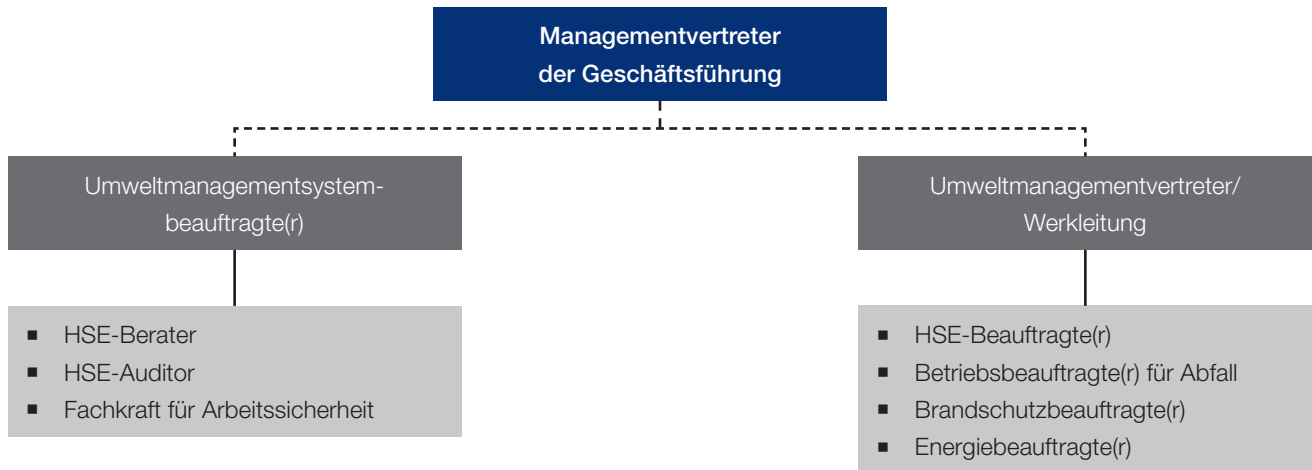 Managementvertreter
der Geschäftsführung
Umweltmanagementsystem-
beauftragte(r)
■ HSE-Berater
■ HSE-Auditor
■ Fachkraft für Arbeitssicherheit
Umweltmanagementvertreter/
Werkleitung
■ HSE-Beauftragte(r)
■ Betriebsbeauftragte(r) für Abfall
■ Brandschutzbeauftragte(r)
■ Energiebeauftragte(r)